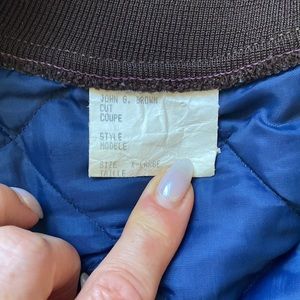 JOHN G. BROWN
CUT
COUPE
STYLE
MODELE
SIZE X-LARGE
TAILLE